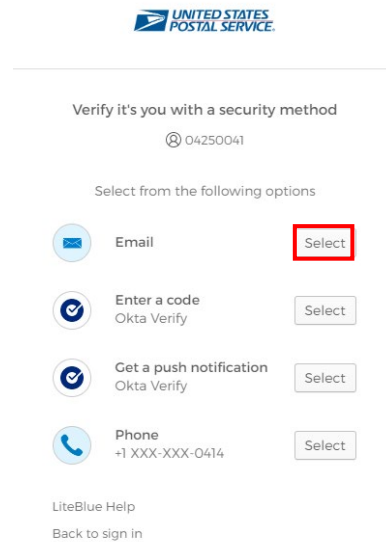 UNITED STATES
POSTAL SERVICE.
Verify it's you with a security method
04250041
Select from the following options
Email
Select
Enter a code
Okta Verify
Select
Get a push notification
Okta Verify
Select
Phone
+1 XXX-XXX-0414
Select
LiteBlue Help
Back to sign in